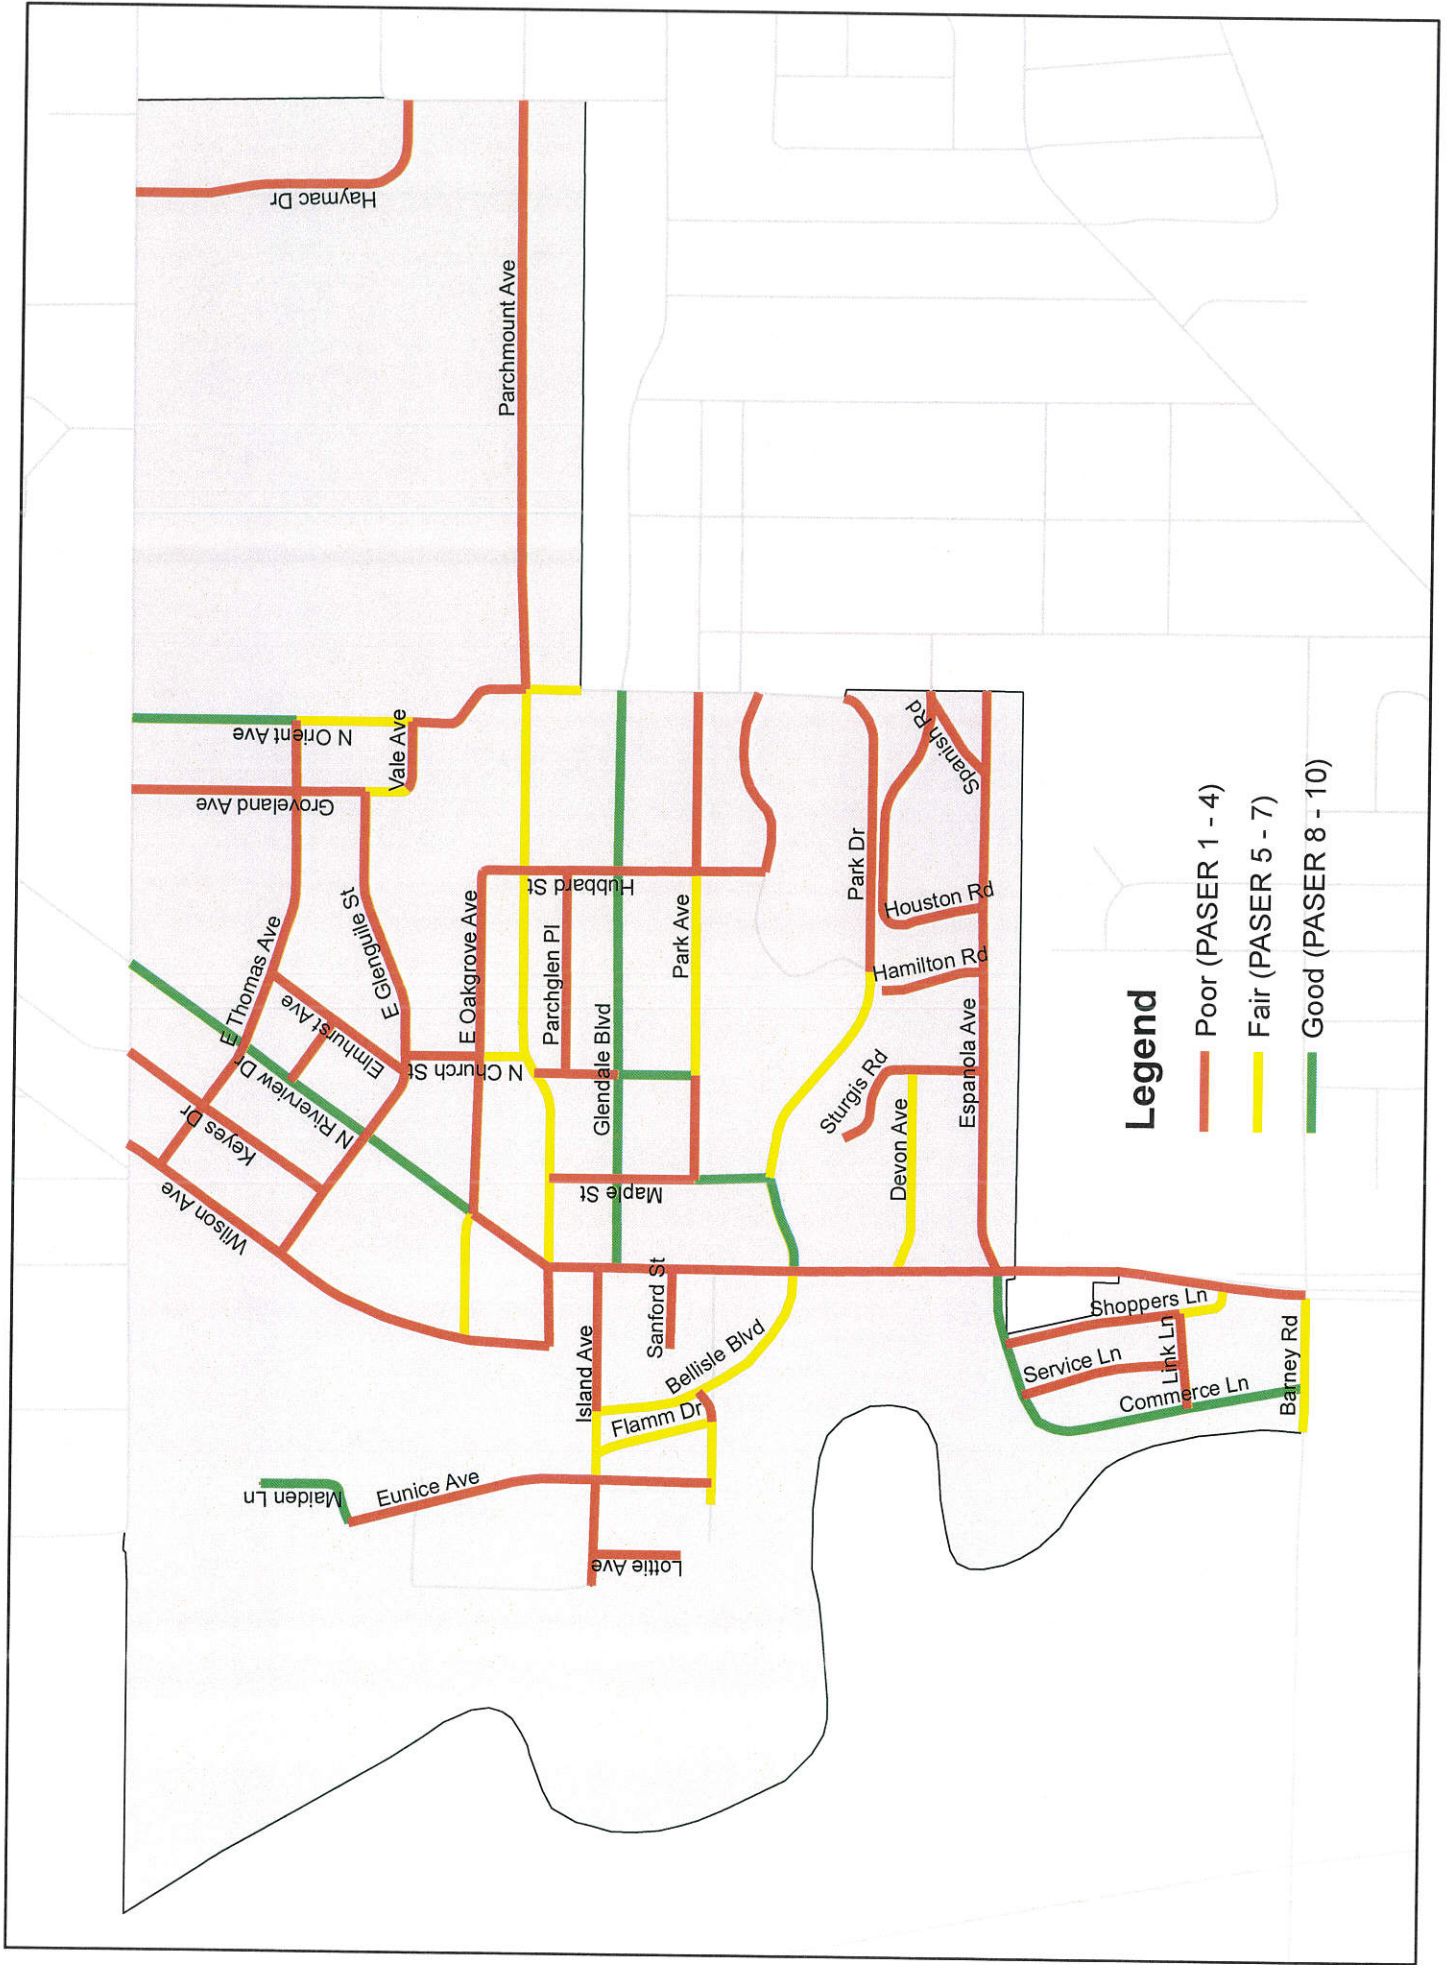 Haymac Dr
Parchmount Ave
N Orient Ave
Vale Ave
Groveland Ave
E Thomas Ave
E Glenguile St
Elmhurst Ave
N Riverview Dr
Keyes Dr
Wilson Ave
E Oakgrove Ave
N Church St
Hubbard St
Parchglen Pl
Glendale Blvd
Park Ave
Maple St
Park Dr
Spanish Rd
Houston Rd
Hamilton Rd
Sturgis Rd
Devon Ave
Espanola Ave
Sanford St
Island Ave
Bellisle Blvd
Flamm Dr
Eunice Ave
Maiden Ln
Lottie Ave
Shoppers Ln
Service Ln
Link Ln
Commerce Ln
Barney Rd
Legend
Poor (PASER 1 - 4)
Fair (PASER 5 - 7)
Good (PASER 8 - 10)